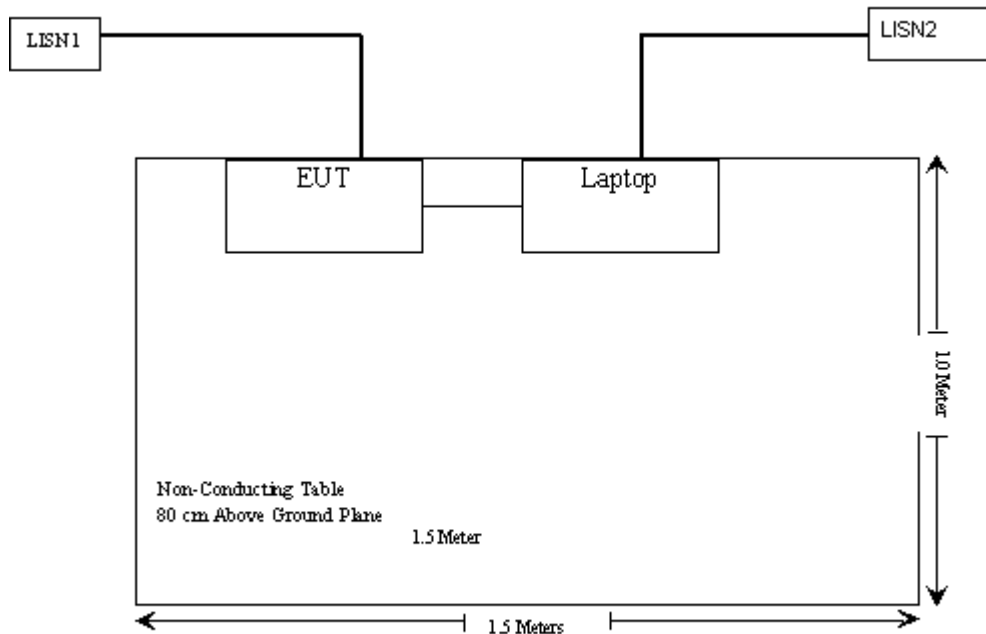 LISN1
LISN2
EUT
Laptop
1.0 Meter
Non-Conducting Table
80 cm Above Ground Plane
1.5 Meter
1.5 Meters